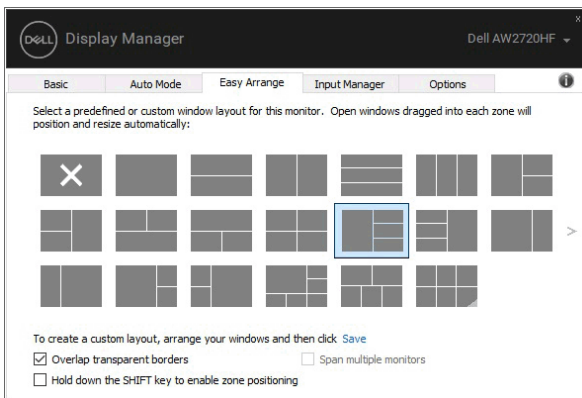 DELL Display Manager
Dell AW2720HF
Basic
Auto Mode
Easy Arrange
Input Manager
Options
Select a predefined or custom window layout for this monitor. Open windows dragged into each zone will
position and resize automatically:
To create a custom layout, arrange your windows and then click Save
Overlap transparent borders
Span multiple monitors
Hold down the SHIFT key to enable zone positioning